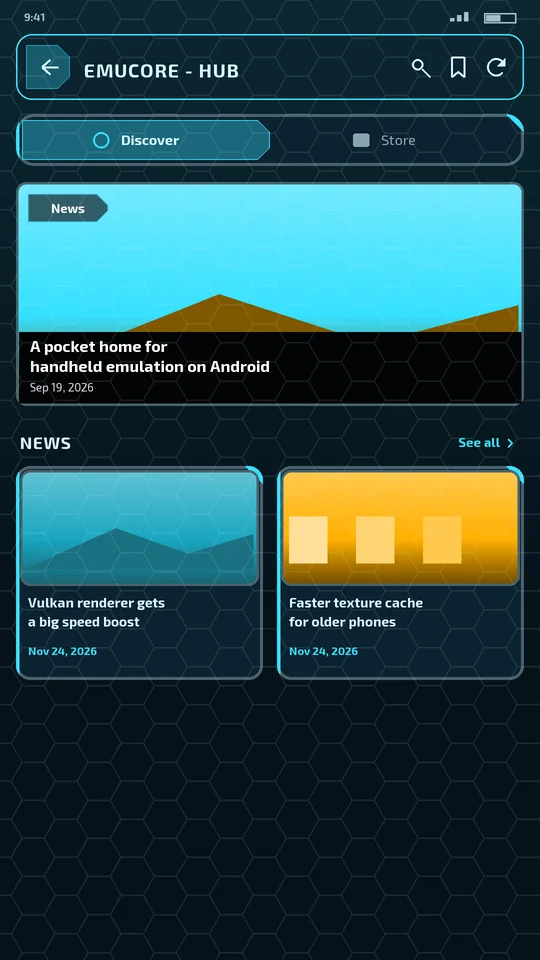 9:41
EMUCORE - HUB
Discover
Store
News
A pocket home for
handheld emulation on Android
Sep 19, 2026
NEWS
See all
Vulkan renderer gets
a big speed boost
Nov 24, 2026
Faster texture cache
for older phones
Nov 24, 2026